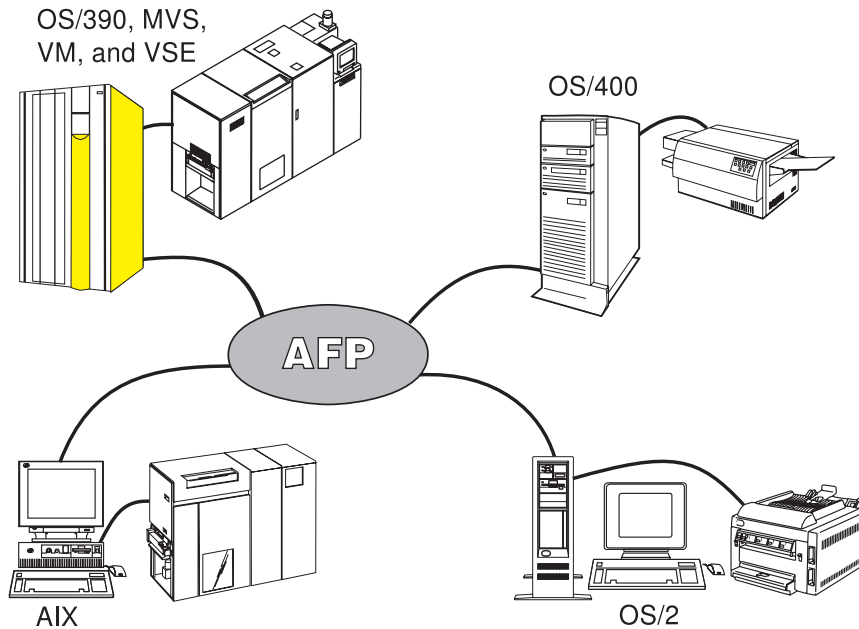 OS/390, MVS,
VM, and VSE
OS/400
AFP
AIX
OS/2